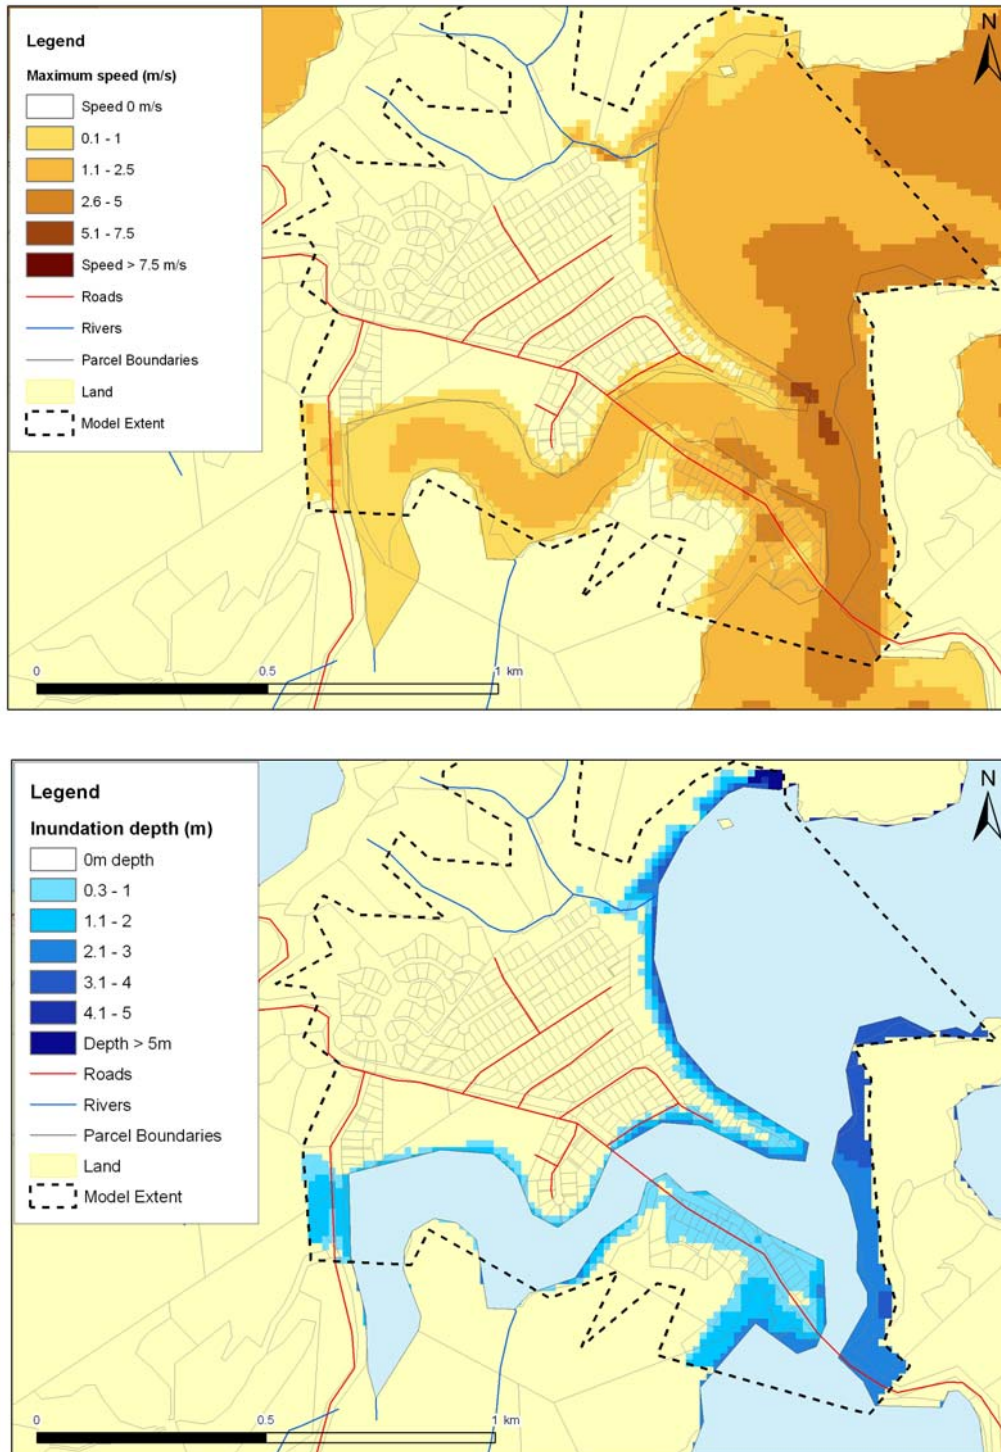 N
Legend
Maximum speed (m/s)
Speed 0 m/s
0.1 - 1
1.1 - 2.5
2.6 - 5
5.1 - 7.5
Speed > 7.5 m/s
Roads
Rivers
Parcel Boundaries
Land
Model Extent
0 0.5 1 km
N
Legend
Inundation depth (m)
0m depth
0.3 - 1
1.1 - 2
2.1 - 3
3.1 - 4
4.1 - 5
Depth > 5m
Roads
Rivers
Parcel Boundaries
Land
Model Extent
0 0.5 1 km